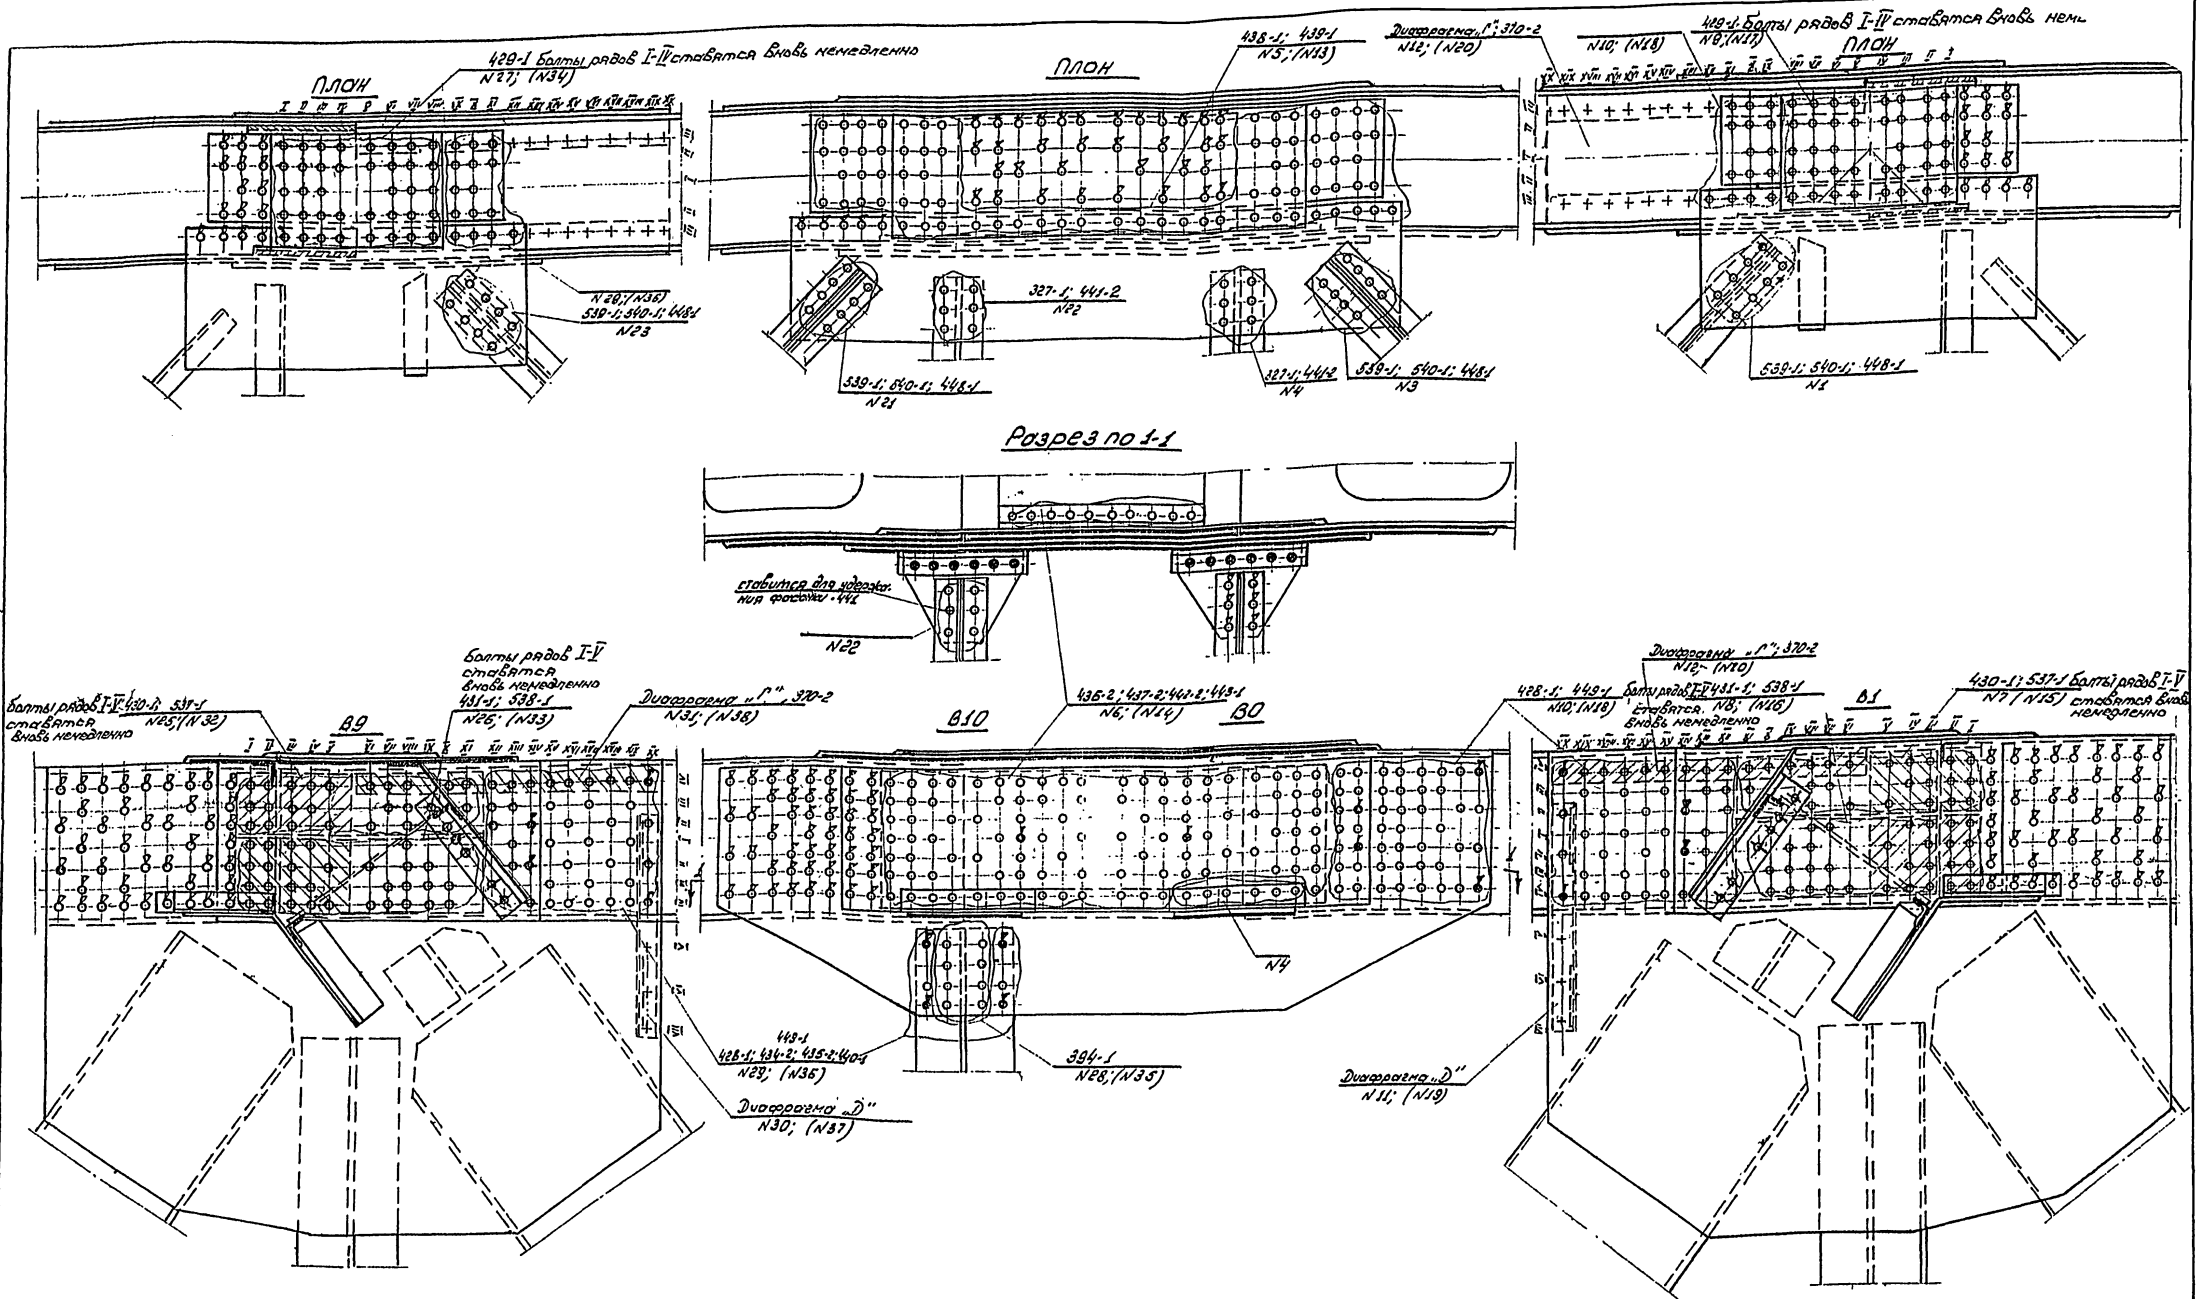 План
429-1 Болты рядов I-IV ставятся вновь немедленно
N27; (N34)
План
438-1; 439-1
N5; (N13)
Диафрагма „Г"; 370-2
N12; (N20)
N10; (N18)
429-1. Болты рядов I-IV ставятся вновь
N9; (N17)
План
539-1; 540-1; 448-1
N23
327-1; 441-2
N22
539-1; 540-1; 448-1
N21
327-1; 441-2
N4
539-1; 540-1; 448-1
N3
539-1; 540-1; 448-1
N1
Разрез по 1-1
ставится для удержа-
ния фасонки - 441
N22
Болты рядов I-V
ставятся
вновь немедленно
430-1; 537-1
N25; (N32)
В9
Болты рядов I-V
ставятся
вновь немедленно
431-1; 538-1
N26; (N33)
Диафрагма „Г", 370-2
N31; (N38)
В10
436-2; 437-2; 442-2; 443-1
N6; (N14)
В0
428-1; 449-1
N10; (N18)
Диафрагма „Г"; 370-2
N12; (N20)
Болты рядов I-V 431-1; 538-1
ставятся. N8; (N16)
вновь немедленно
В1
430-1; 537-1 Болты рядов I-V
N7 (N15) ставятся вновь
немедленно
N4
449-1
428-1; 434-2; 435-2; 440-1
N29; (N36)
394-1
N28; (N35)
Диафрагма „D"
N30; (N37)
Диафрагма „D"
N11; (N19)